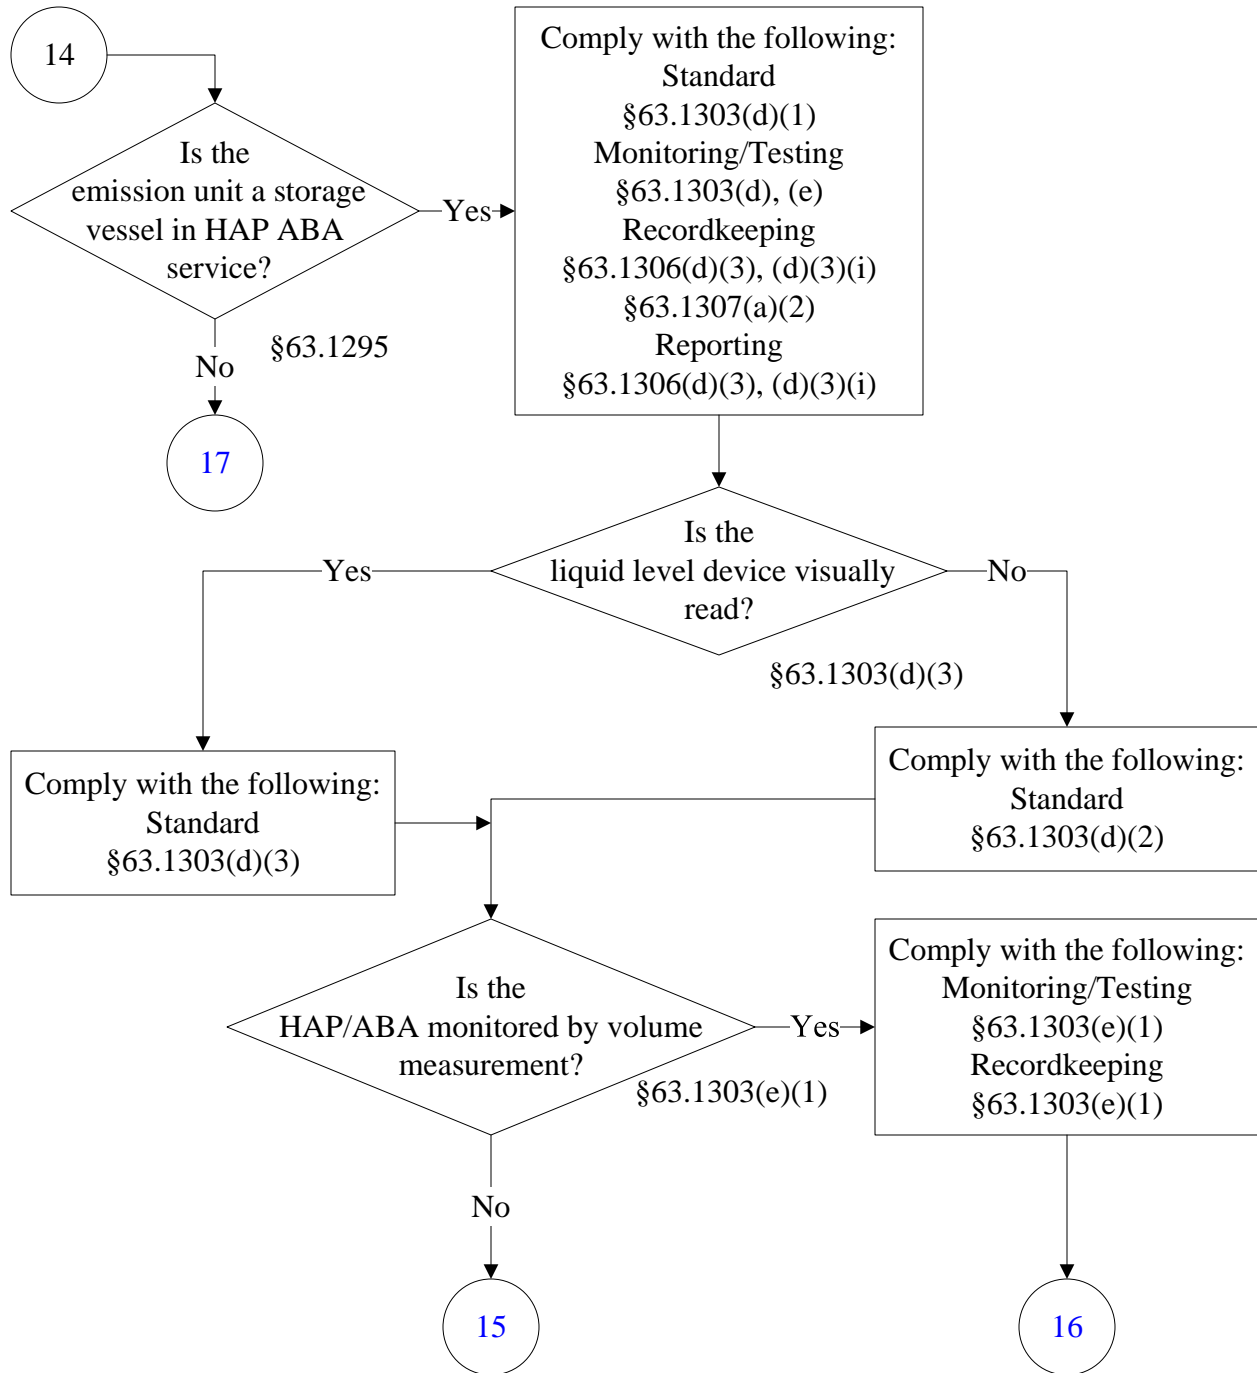 14
Is the
emission unit a storage
vessel in HAP ABA
service?
Yes
§63.1295
No
17
Comply with the following:
Standard
§63.1303(d)(1)
Monitoring/Testing
§63.1303(d), (e)
Recordkeeping
§63.1306(d)(3), (d)(3)(i)
§63.1307(a)(2)
Reporting
§63.1306(d)(3), (d)(3)(i)
Is the
liquid level device visually
read?
Yes
No
§63.1303(d)(3)
Comply with the following:
Standard
§63.1303(d)(3)
Comply with the following:
Standard
§63.1303(d)(2)
Is the
HAP/ABA monitored by volume
measurement?
Yes
§63.1303(e)(1)
Comply with the following:
Monitoring/Testing
§63.1303(e)(1)
Recordkeeping
§63.1303(e)(1)
No
15
16